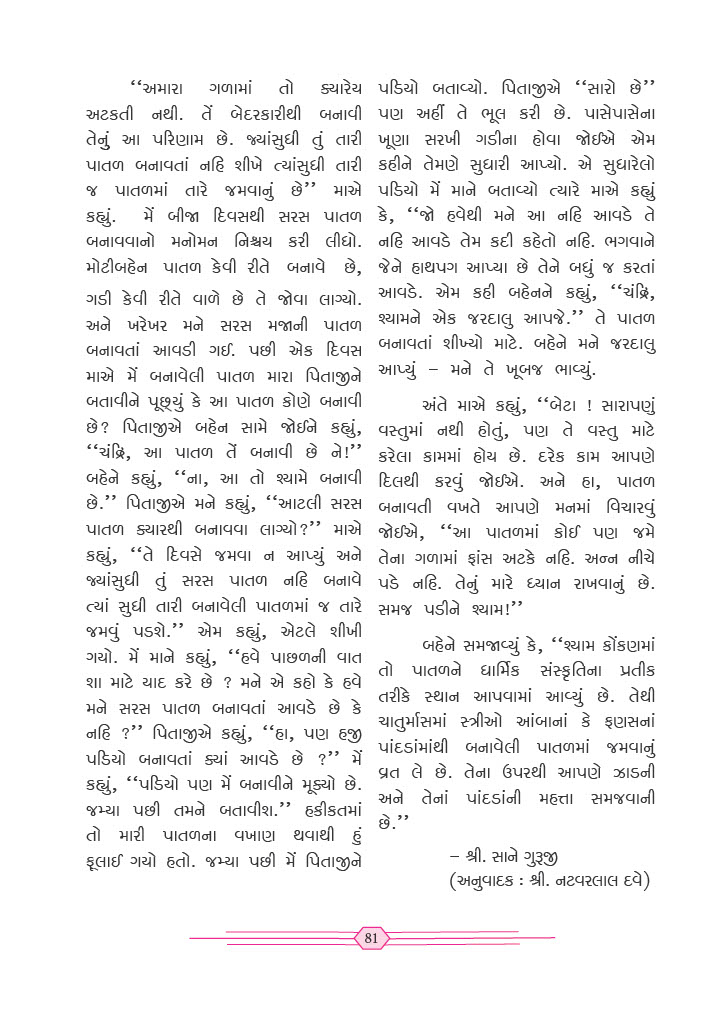 ‘‘અમારા ગળામાં તો ક્યારેય
અટકતી નથી. તેં બેદરકારીથી બનાવી
તેનું આ પરિણામ છે. જ્યાંસુધી તું તારી
પાતળ બનાવતાં નહિ શીખે ત્યાંસુધી તારી
જ પાતળમાં તારે જમવાનું છે’’ માએ
કહ્યું. મેં બીજા દિવસથી સરસ પાતળ
બનાવવાનો મનોમન નિશ્ચય કરી લીધો.
મોટીબહેન પાતળ કેવી રીતે બનાવે છે,
ગડી કેવી રીતે વાળે છે તે જોવા લાગ્યો.
અને ખરેખર મને સરસ મજાની પાતળ
બનાવતાં આવડી ગઈ. પછી એક દિવસ
માએ મેં બનાવેલી પાતળ મારા પિતાજીને
બતાવીને પૂછ્યું કે આ પાતળ કોણે બનાવી
છે? પિતાજીએ બહેન સામે જોઈને કહ્યું,
‘‘ચંદ્રિ, આ પાતળ તેં બનાવી છે ને!’’
બહેને કહ્યું, ‘‘ના, આ તો શ્યામે બનાવી
છે.’’ પિતાજીએ મને કહ્યું, ‘‘આટલી સરસ
પાતળ ક્યારથી બનાવવા લાગ્યો?’’ માએ
કહ્યું, ‘‘તે દિવસે જમવા ન આપ્યું અને
જ્યાંસુધી તું સરસ પાતળ નહિ બનાવે
ત્યાં સુધી તારી બનાવેલી પાતળમાં જ તારે
જમવું પડશે.’’ એમ કહ્યું, એટલે શીખી
ગયો. મેં માને કહ્યું, ‘‘હવે પાછળની વાત
શા માટે યાદ કરે છે ? મને એ કહો કે હવે
મને સરસ પાતળ બનાવતાં આવડે છે કે
નહિ ?’’ પિતાજીએ કહ્યું, ‘‘હા, પણ હજી
પડિયો બનાવતાં ક્યાં આવડે છે ?’’ મેં
કહ્યું, ‘‘પડિયો પણ મેં બનાવીને મૂક્યો છે.
જમ્યા પછી તમને બતાવીશ.’’ હકીકતમાં
તો મારી પાતળના વખાણ થવાથી હું
ફૂલાઈ ગયો હતો. જમ્યા પછી મેં પિતાજીને
પડિયો બતાવ્યો. પિતાજીએ ‘‘સારો છે’’
પણ અહીં તે ભૂલ કરી છે. પાસેપાસેના
ખૂણા સરખી ગડીના હોવા જોઈએ એમ
કહીને તેમણે સુધારી આપ્યો. એ સુધારેલો
પડિયો મેં માને બતાવ્યો ત્યારે માએ કહ્યું
કે, ‘‘જો હવેથી મને આ નહિ આવડે તે
નહિ આવડે તેમ કદી કહેતો નહિ. ભગવાને
જેને હાથપગ આપ્યા છે તેને બધું જ કરતાં
આવડે. એમ કહી બહેનને કહ્યું, ‘‘ચંદ્રિ,
શ્યામને એક જરદાલુ આપજે.’’ તે પાતળ
બનાવતાં શીખ્યો માટે. બહેને મને જરદાલુ
આપ્યું – મને તે ખૂબજ ભાવ્યું.
અંતે માએ કહ્યું, ‘‘બેટા ! સારાપણું
વસ્તુમાં નથી હોતું, પણ તે વસ્તુ માટે
કરેલા કામમાં હોય છે. દરેક કામ આપણે
દિલથી કરવું જોઈએ. અને હા, પાતળ
બનાવતી વખતે આપણે મનમાં વિચારવું
જોઈએ, ‘‘આ પાતળમાં કોઈ પણ જમે
તેના ગળામાં ફાંસ અટકે નહિ. અન્ન નીચે
પડે નહિ. તેનું મારે ધ્યાન રાખવાનું છે.
સમજ પડીને શ્યામ!’’
બહેને સમજાવ્યું કે, ‘‘શ્યામ કોંકણમાં
તો પાતળને ધાર્મિક સંસ્કૃતિના પ્રતીક
તરીકે સ્થાન આપવામાં આવ્યું છે. તેથી
ચાતુર્માસમાં સ્ત્રીઓ આંબાનાં કે ફણસનાં
પાંદડાંમાંથી બનાવેલી પાતળમાં જમવાનું
વ્રત લે છે. તેના ઉપરથી આપણે ઝાડની
અને તેનાં પાંદડાંની મહત્તા સમજવાની
છે.’’
– શ્રી. સાને ગુરૂજી
(અનુવાદક : શ્રી. નટવરલાલ દવે)
81